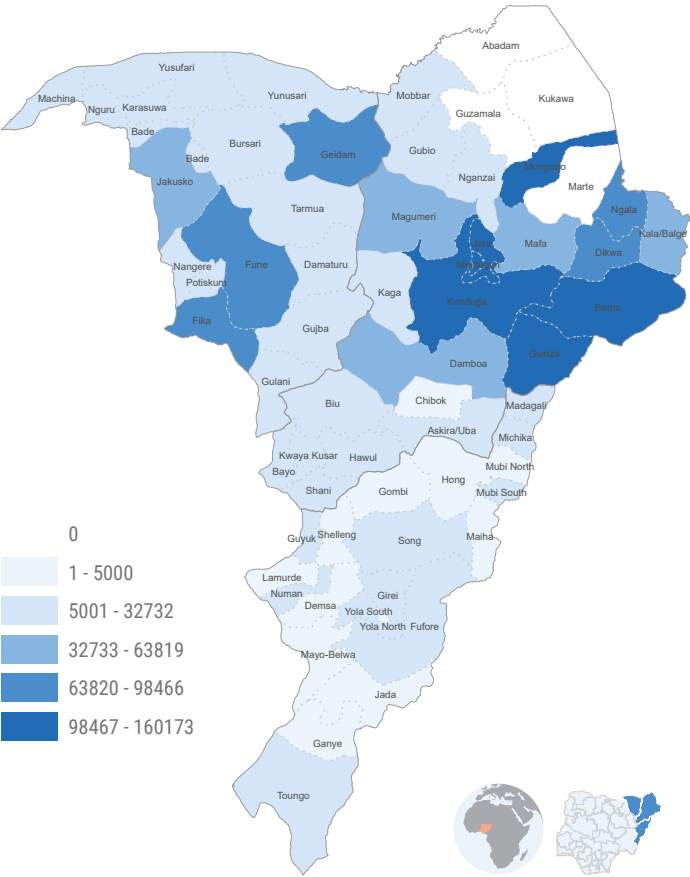 Abadam
Yusufari
Mobbar
Yunusari
Kukawa
Machina
Nguru
Karasuwa
Guzamala
Bade
Bursari
Gubio
Geidam
Bade
Monguno
Nganzai
Jakusko
Marte
Tarmua
Magumeri
Ngala
Jere
Mafa
Kala/Balge
Dikwa
Fune
Damaturu
Nangere
Potiskum
Kaga
Konduga
Bama
Fika
Gujba
Gwoza
Damboa
Gulani
Biu
Chibok
Madagali
Askira/Uba
Michika
Kwaya Kusar
Hawul
Bayo
Mubi North
Hong
Shani
Gombi
Mubi South
Guyuk
Shelleng
Song
Maiha
Lamurde
Numan
Girei
Demsa
Yola South
Yola North
Fufore
Mayo-Belwa
Jada
Ganye
Toungo
0
1 - 5000
5001 - 32732
32733 - 63819
63820 - 98466
98467 - 160173